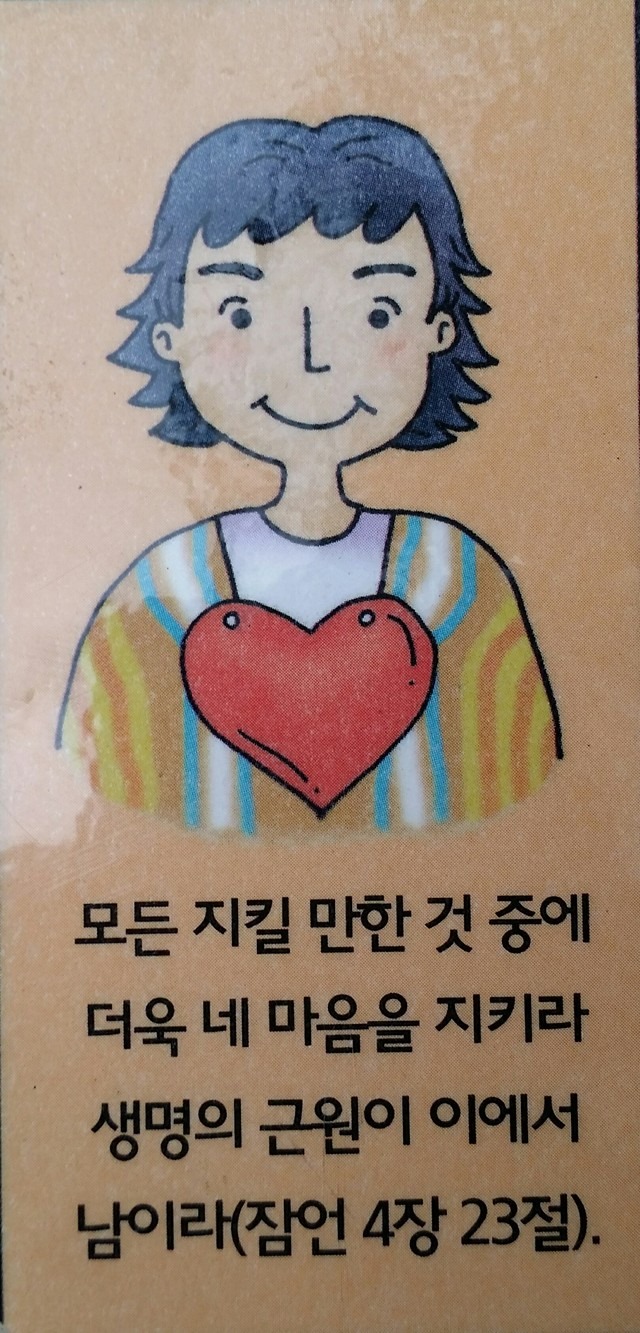 모든 지킬 만한 것 중에
더욱 네 마음을 지키라
생명의 근원이 이에서
남이라(잠언 4장 23절).